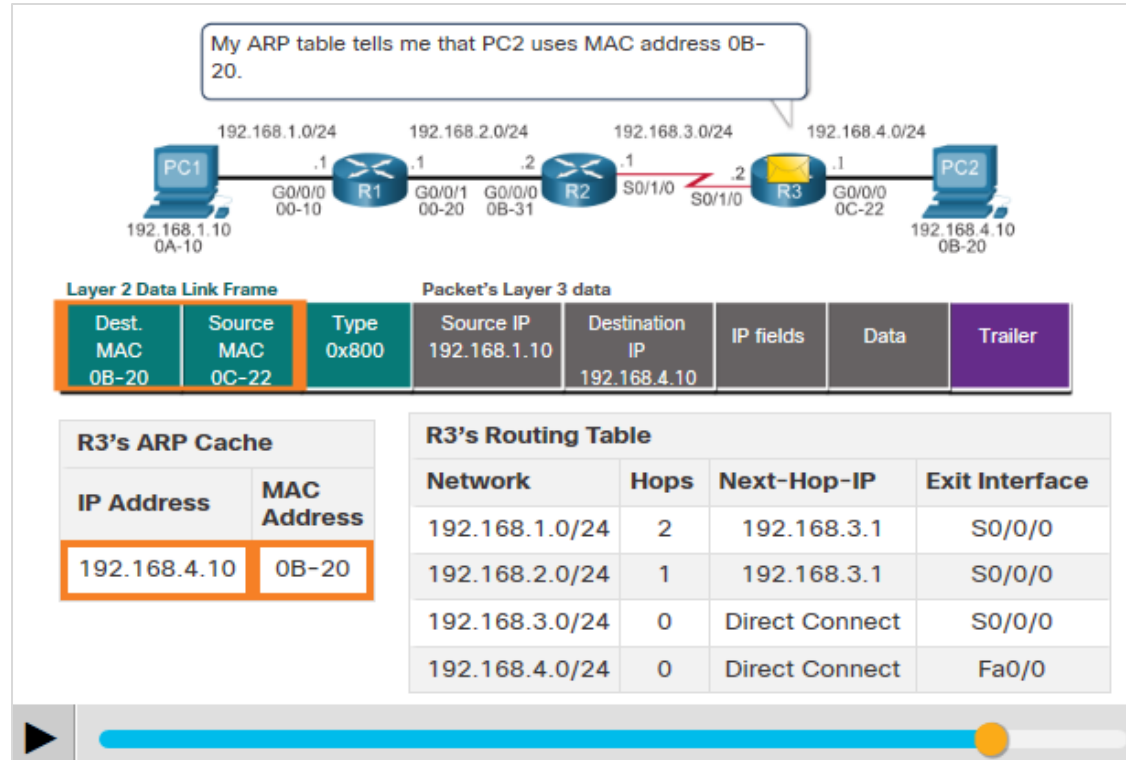 My ARP table tells me that PC2 uses MAC address 0B-
20.
192.168.1.0/24 192.168.2.0/24 192.168.3.0/24 192.168.4.0/24
PC1 .1 R1 .1 .2 R2 .1 .2 R3 .1 PC2
G0/0/0 G0/0/1 G0/0/0 S0/1/0 S0/1/0 G0/0/0
00-10 00-20 0B-31 0C-22
192.168.1.10 192.168.4.10
0A-10 0B-20
Layer 2 Data Link Frame Packet's Layer 3 data
Dest. Source Type Source IP Destination IP fields Data Trailer
MAC MAC 0x800 192.168.1.10 IP
0B-20 0C-22 192.168.4.10
R3's ARP Cache
IP Address MAC
Address
192.168.4.10 0B-20
R3's Routing Table
Network Hops Next-Hop-IP Exit Interface
192.168.1.0/24 2 192.168.3.1 S0/0/0
192.168.2.0/24 1 192.168.3.1 S0/0/0
192.168.3.0/24 0 Direct Connect S0/0/0
192.168.4.0/24 0 Direct Connect Fa0/0